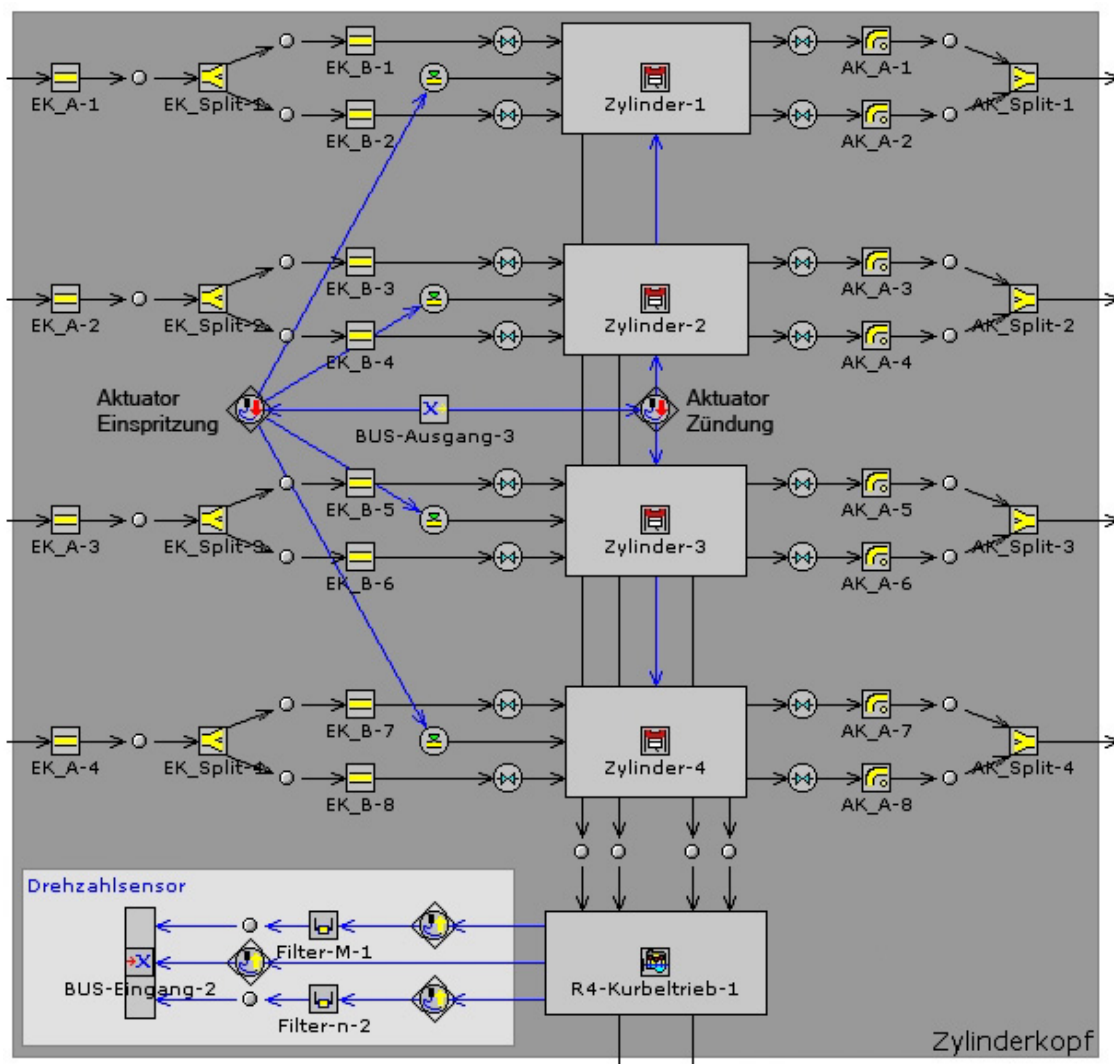 EK_A-1
EK_Split-1
EK_B-1
EK_B-2
Zylinder-1
AK_A-1
AK_A-2
AK_Split-1
EK_A-2
EK_Split-2
EK_B-3
EK_B-4
Zylinder-2
AK_A-3
AK_A-4
AK_Split-2
Aktuator
Einspritzung
BUS-Ausgang-3
Aktuator
Zündung
EK_A-3
EK_Split-3
EK_B-5
EK_B-6
Zylinder-3
AK_A-5
AK_A-6
AK_Split-3
EK_A-4
EK_Split-4
EK_B-7
EK_B-8
Zylinder-4
AK_A-7
AK_A-8
AK_Split-4
Drehzahlsensor
Filter-M-1
BUS-Eingang-2
Filter-n-2
R4-Kurbeltrieb-1
Zylinderkopf